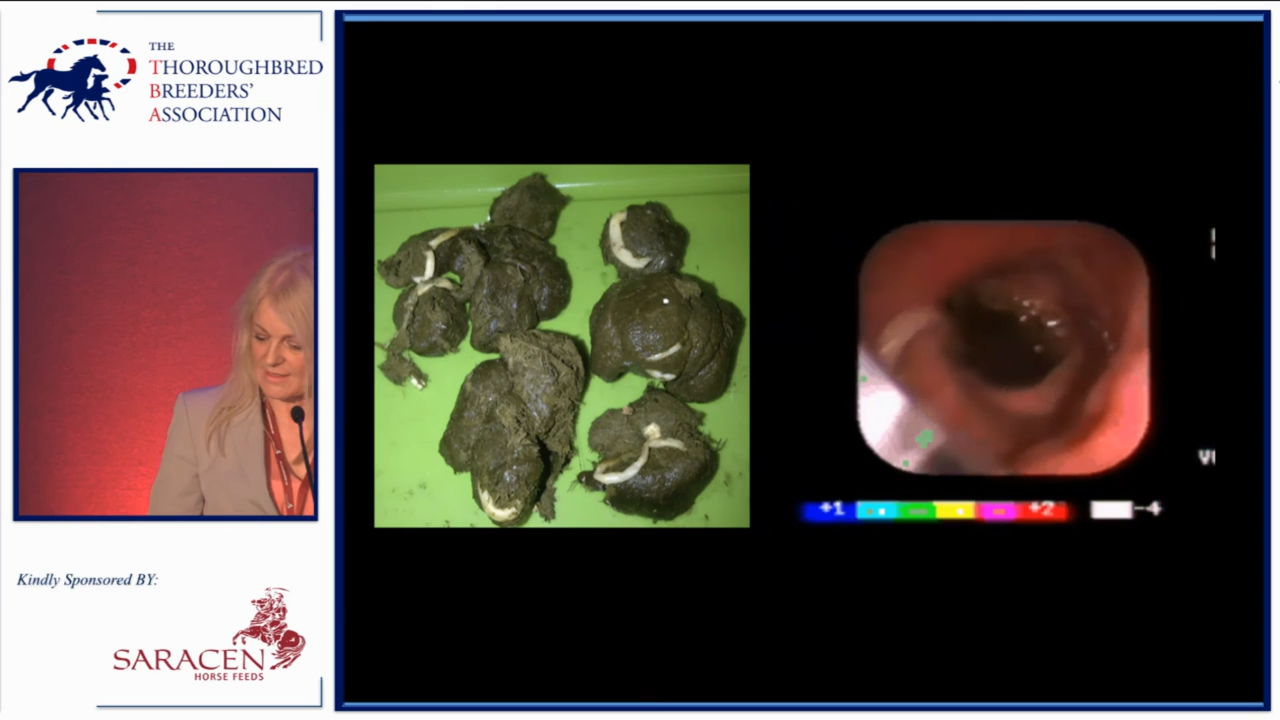 THE
THOROUGHBRED
BREEDERS'
ASSOCIATION
Kindly Sponsored BY:
SARACEN
HORSE FEEDS
+1
+2
-4